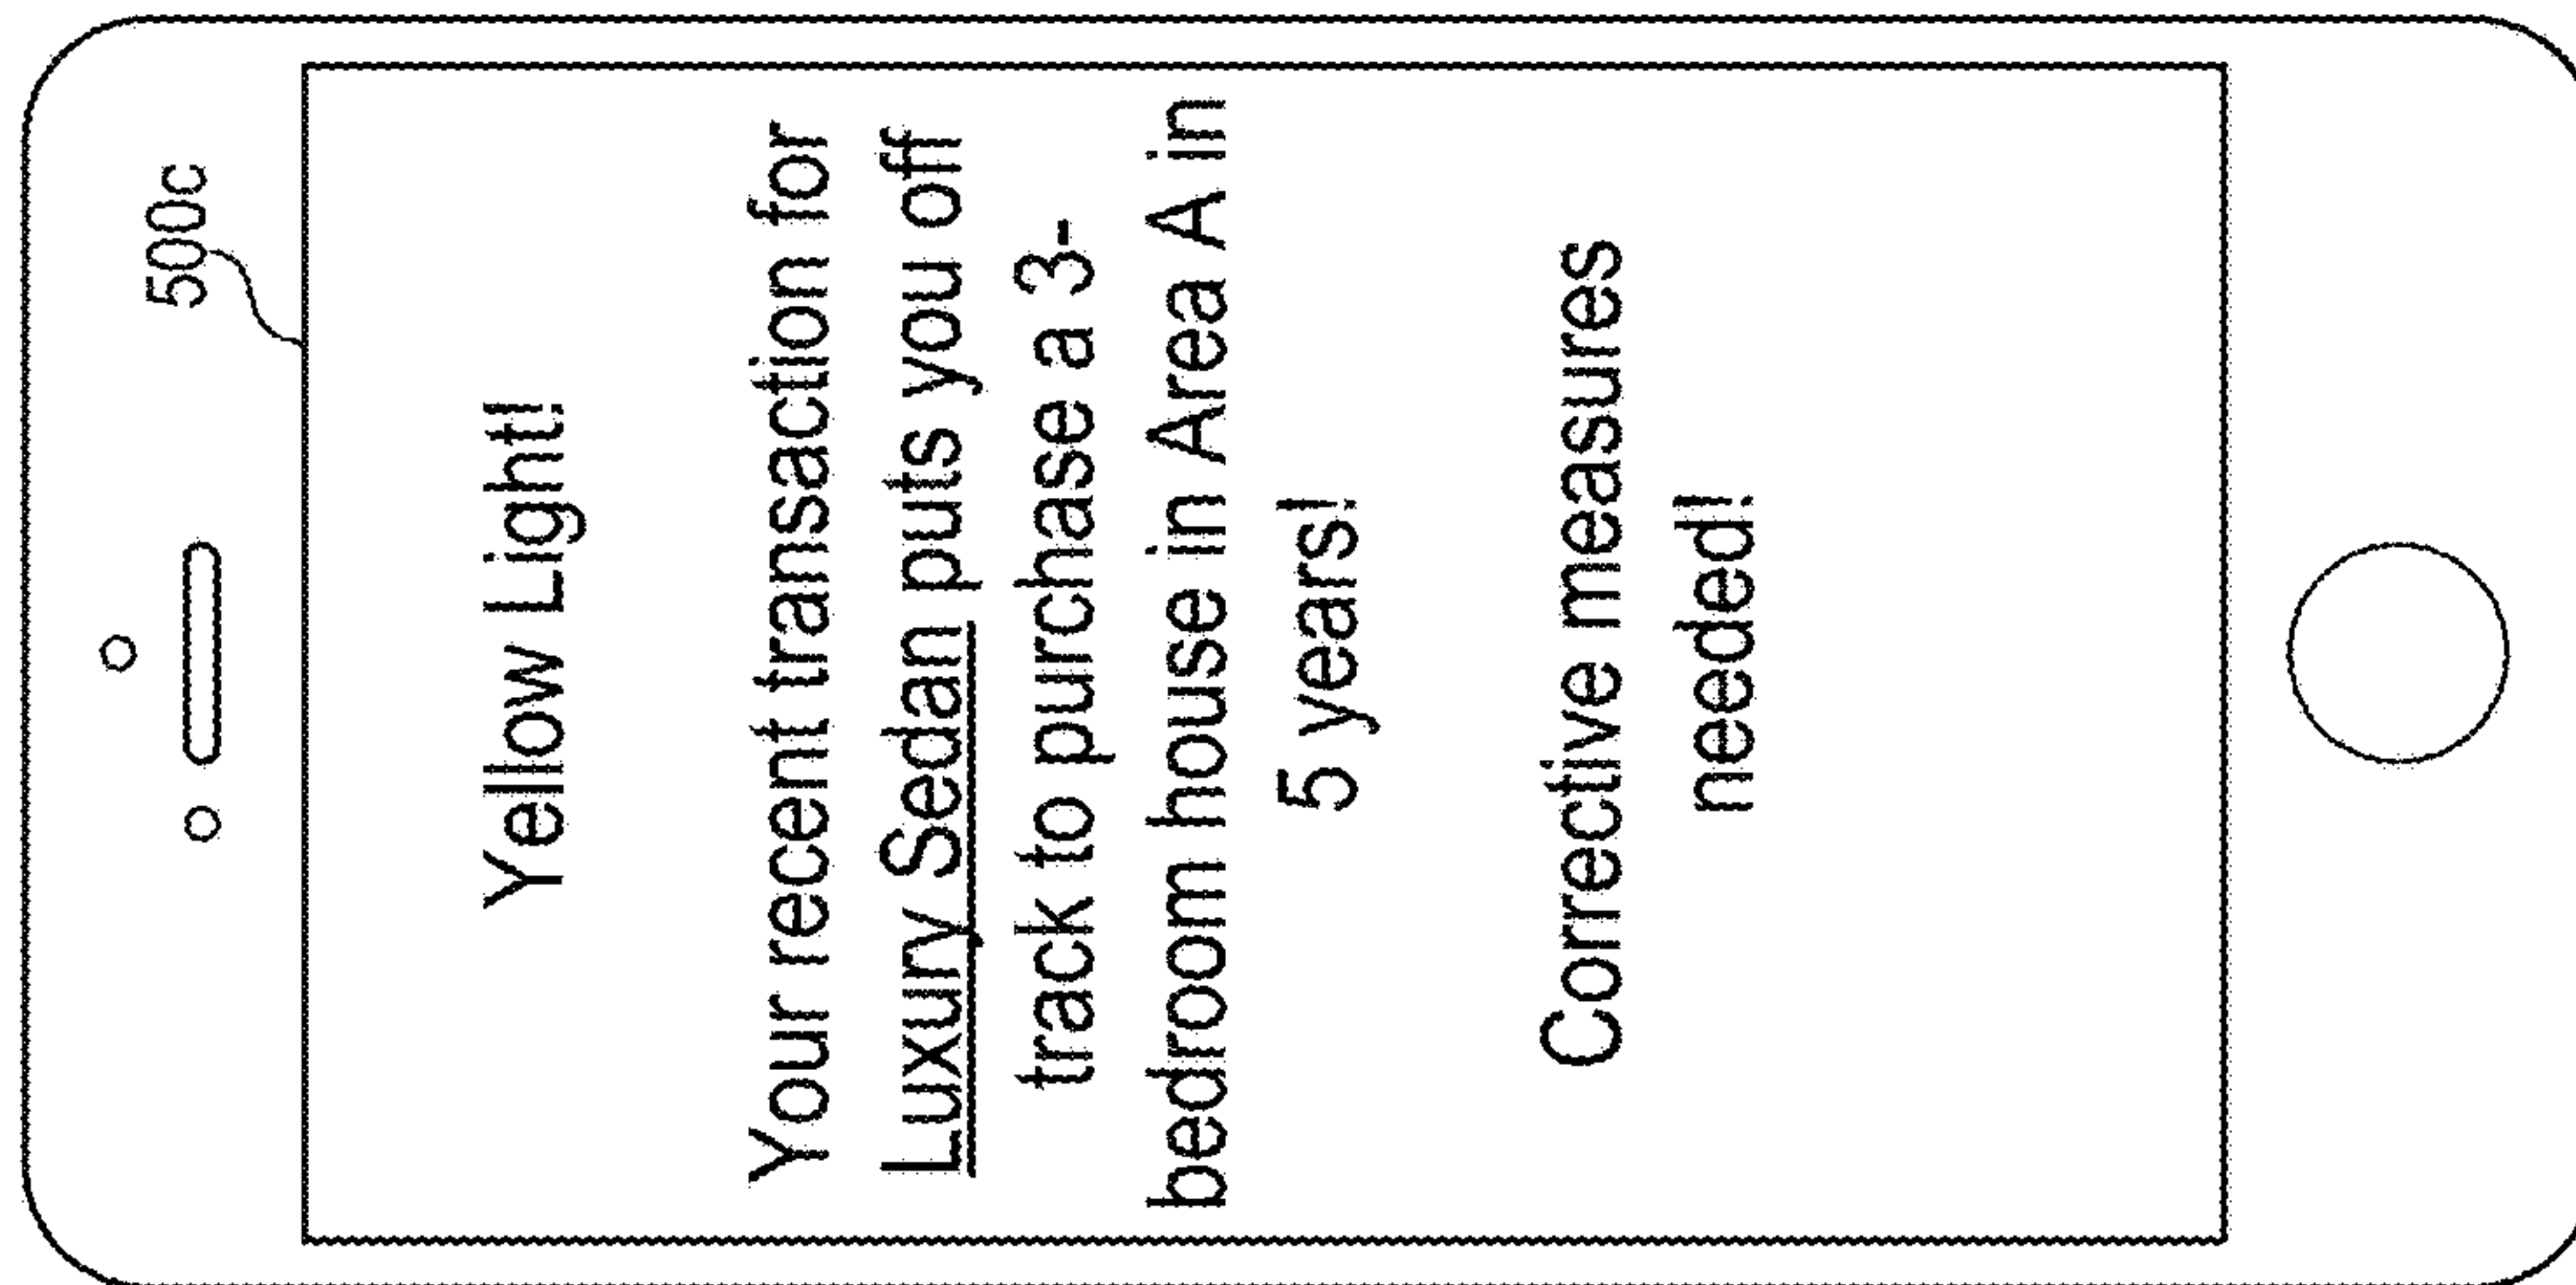 500c
Yellow Light!
Your recent transaction for
Luxury Sedan puts you off
track to purchase a 3-
bedroom house in Area A in
5 years!
Corrective measures
needed!